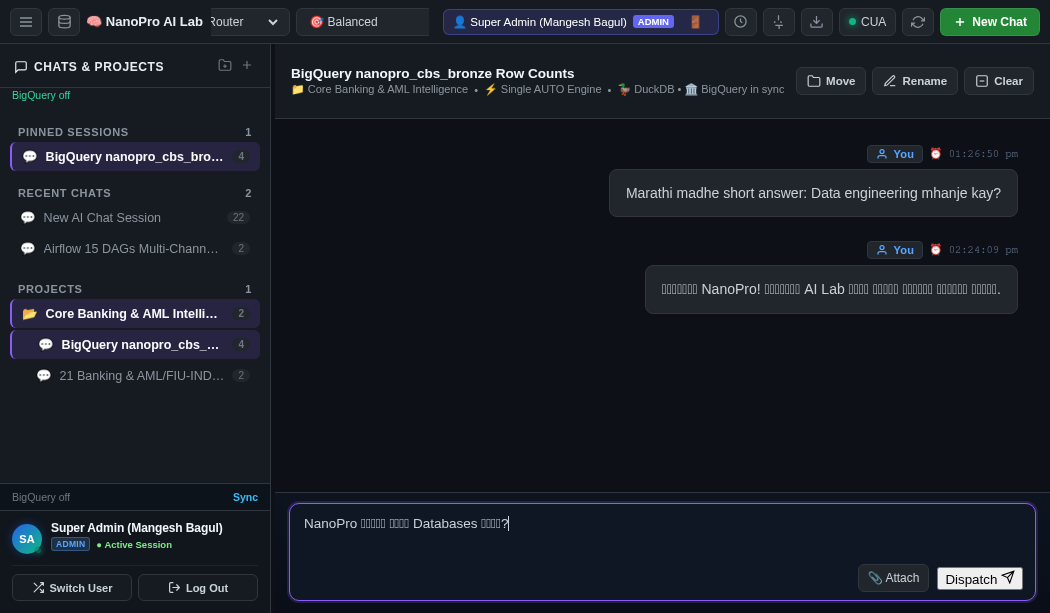 NanoPro AI Lab
Router
Balanced
Super Admin (Mangesh Bagul) ADMIN
CUA
New Chat
CHATS & PROJECTS
BigQuery off
PINNED SESSIONS 1
BigQuery nanopro_cbs_bro… 4
RECENT CHATS 2
New AI Chat Session 22
Airflow 15 DAGs Multi-Chann… 2
PROJECTS 1
Core Banking & AML Intelli… 2
BigQuery nanopro_cbs_… 4
21 Banking & AML/FIU-IND… 2
BigQuery off Sync
SA
Super Admin (Mangesh Bagul)
ADMIN ● Active Session
Switch User Log Out
BigQuery nanopro_cbs_bronze Row Counts
Core Banking & AML Intelligence • Single AUTO Engine • DuckDB • BigQuery in sync
Move Rename Clear
You 01:26:50 pm
Marathi madhe short answer: Data engineering mhanje kay?
You 02:24:09 pm
NanoPro! AI Lab
NanoPro Databases ?
Attach Dispatch